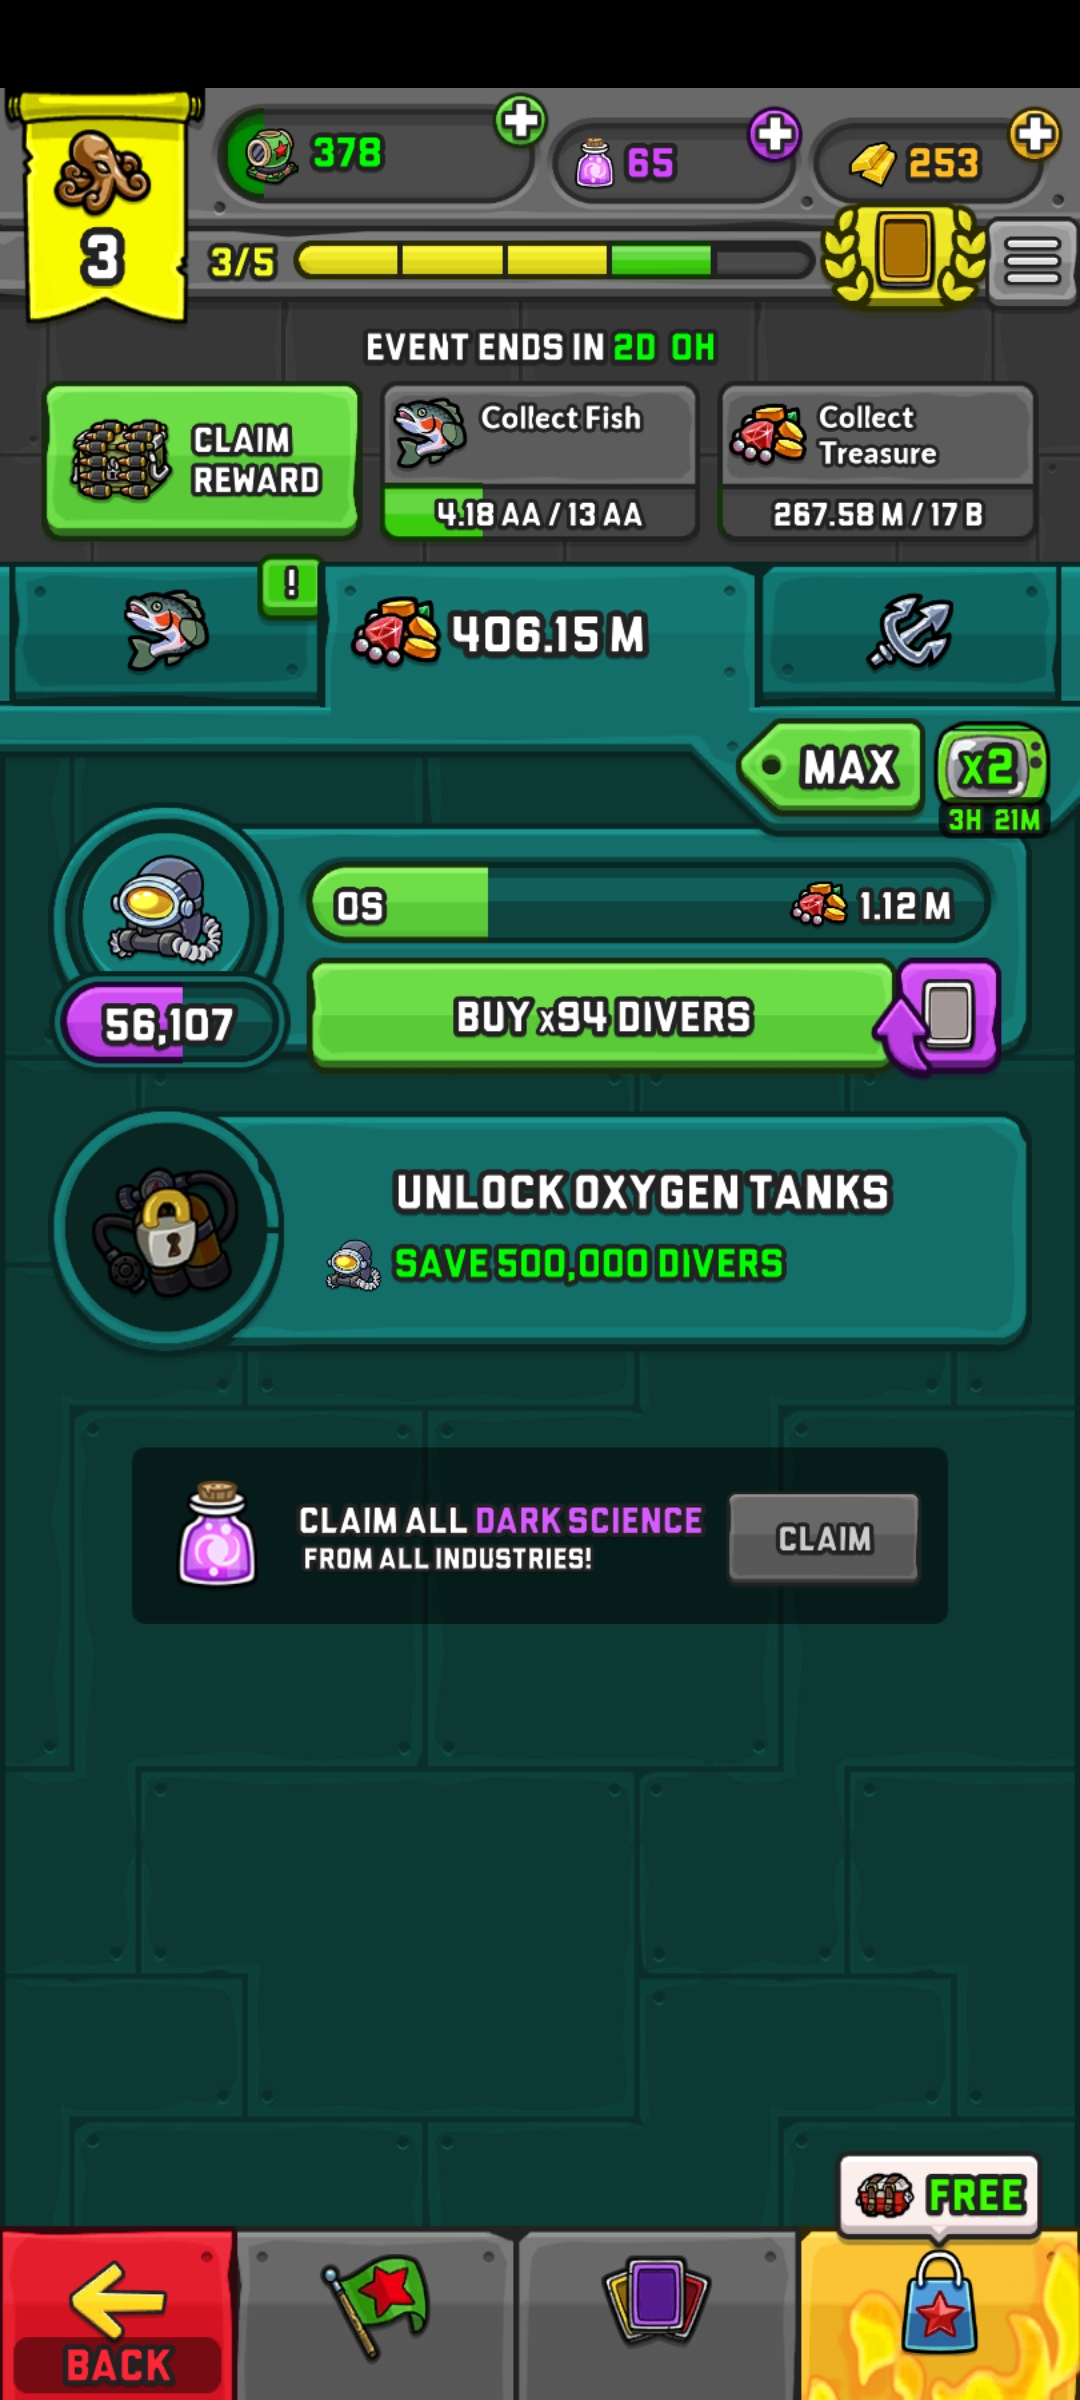 378
65
253
3
3/5
EVENT ENDS IN 2D 0H
CLAIM
REWARD
Collect Fish
4.18 AA / 13 AA
Collect
Treasure
267.58 M / 17 B
!
406.15 M
MAX
x2
3H 21M
0S
1.12 M
56,107
BUY x94 DIVERS
UNLOCK OXYGEN TANKS
SAVE 500,000 DIVERS
CLAIM ALL DARK SCIENCE
FROM ALL INDUSTRIES!
CLAIM
FREE
BACK